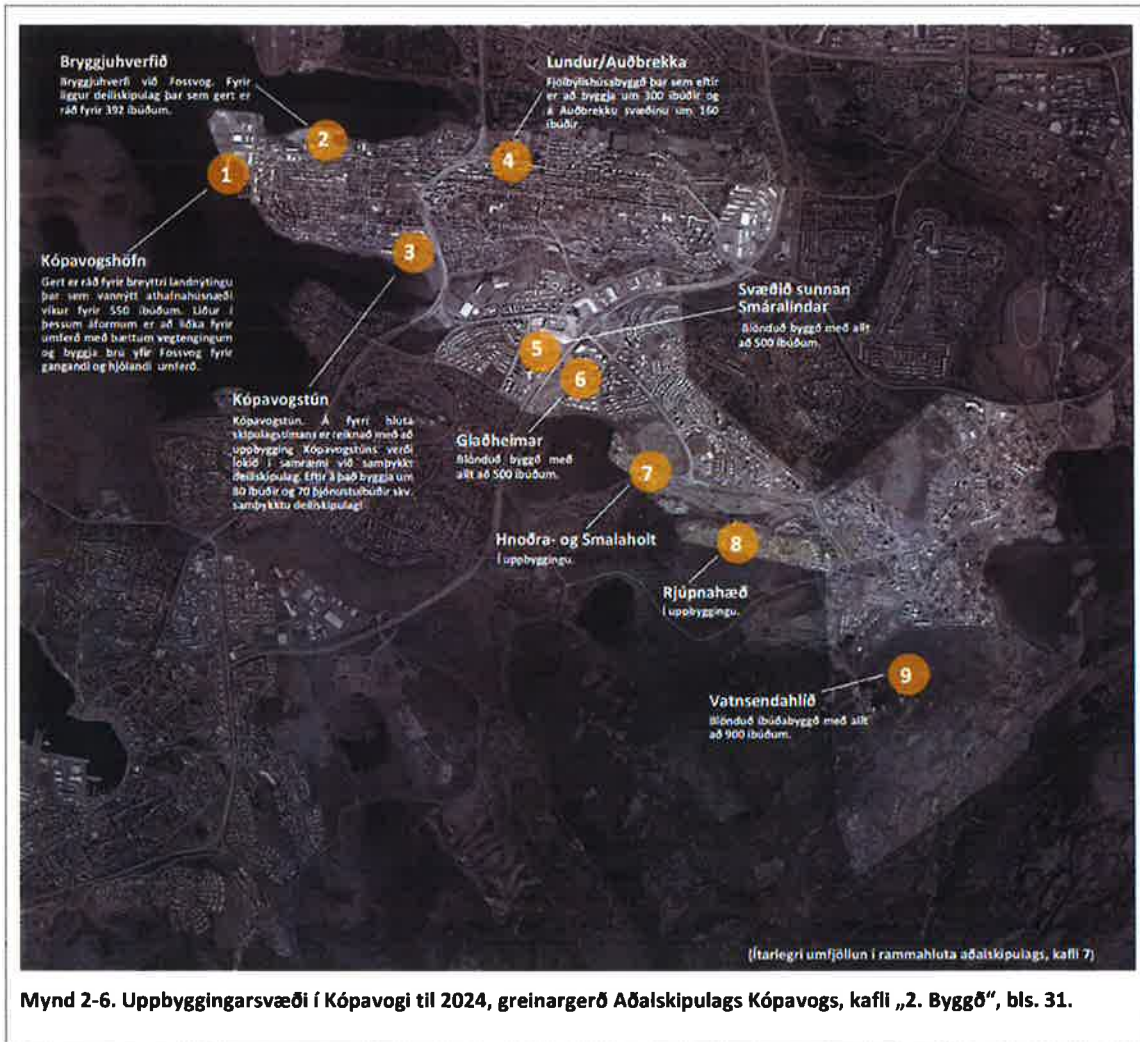 Bryggjuhverfið
Bryggjuhverfi við Fossvog. Fyrir
liggur deiliskipulag þar sem gert er
ráð fyrir 392 íbúðum.
Lundur/Auðbrekka
Fjölbýlishúsabyggð þar sem eftir
er að byggja um 300 íbúðir og
á Auðbrekku svæðinu um 160
íbúðir.
2
4
1
3
Kópavogshöfn
Gert er ráð fyrir breyttri landnýtingu
þar sem vannýtt athafnahúsnæði
víkur fyrir 550 íbúðum. Liður í
þessum áformum er að liðka fyrir
umferð með bættum vegtengingum
og byggja brú yfir Fossvog fyrir
gangandi og hjólandi umferð.
Svæðið sunnan
Smáralindar
Blönduð byggð með allt
að 500 íbúðum.
5
6
Kópavogstún
Kópavogstún. Á fyrri hluta
skipulagstímans er reiknað með að
uppbygging Kópavogstúns verði
lokið í samræmi við samþykkt
deiliskipulag. Eftir á það byggja um
80 íbúðir og 70 þjónustuíbúðir skv.
samþykktu deiliskipulagi
Glaðheimar
Blönduð byggð með
allt að 500 íbúðum.
7
Hnoðra- og Smalaholt
Í uppbyggingu.
8
Rjúpnahæð
Í uppbyggingu.
9
Vatnsendahlíð
Blönduð íbúðabyggð með allt
að 900 íbúðum.
(Ítarlegri umfjöllun í rammahluta aðalskipulags, kafli 7)
Mynd 2-6. Uppbyggingarsvæði í Kópavogi til 2024, greinargerð Aðalskipulags Kópavogs, kafli „2. Byggð“, bls. 31.